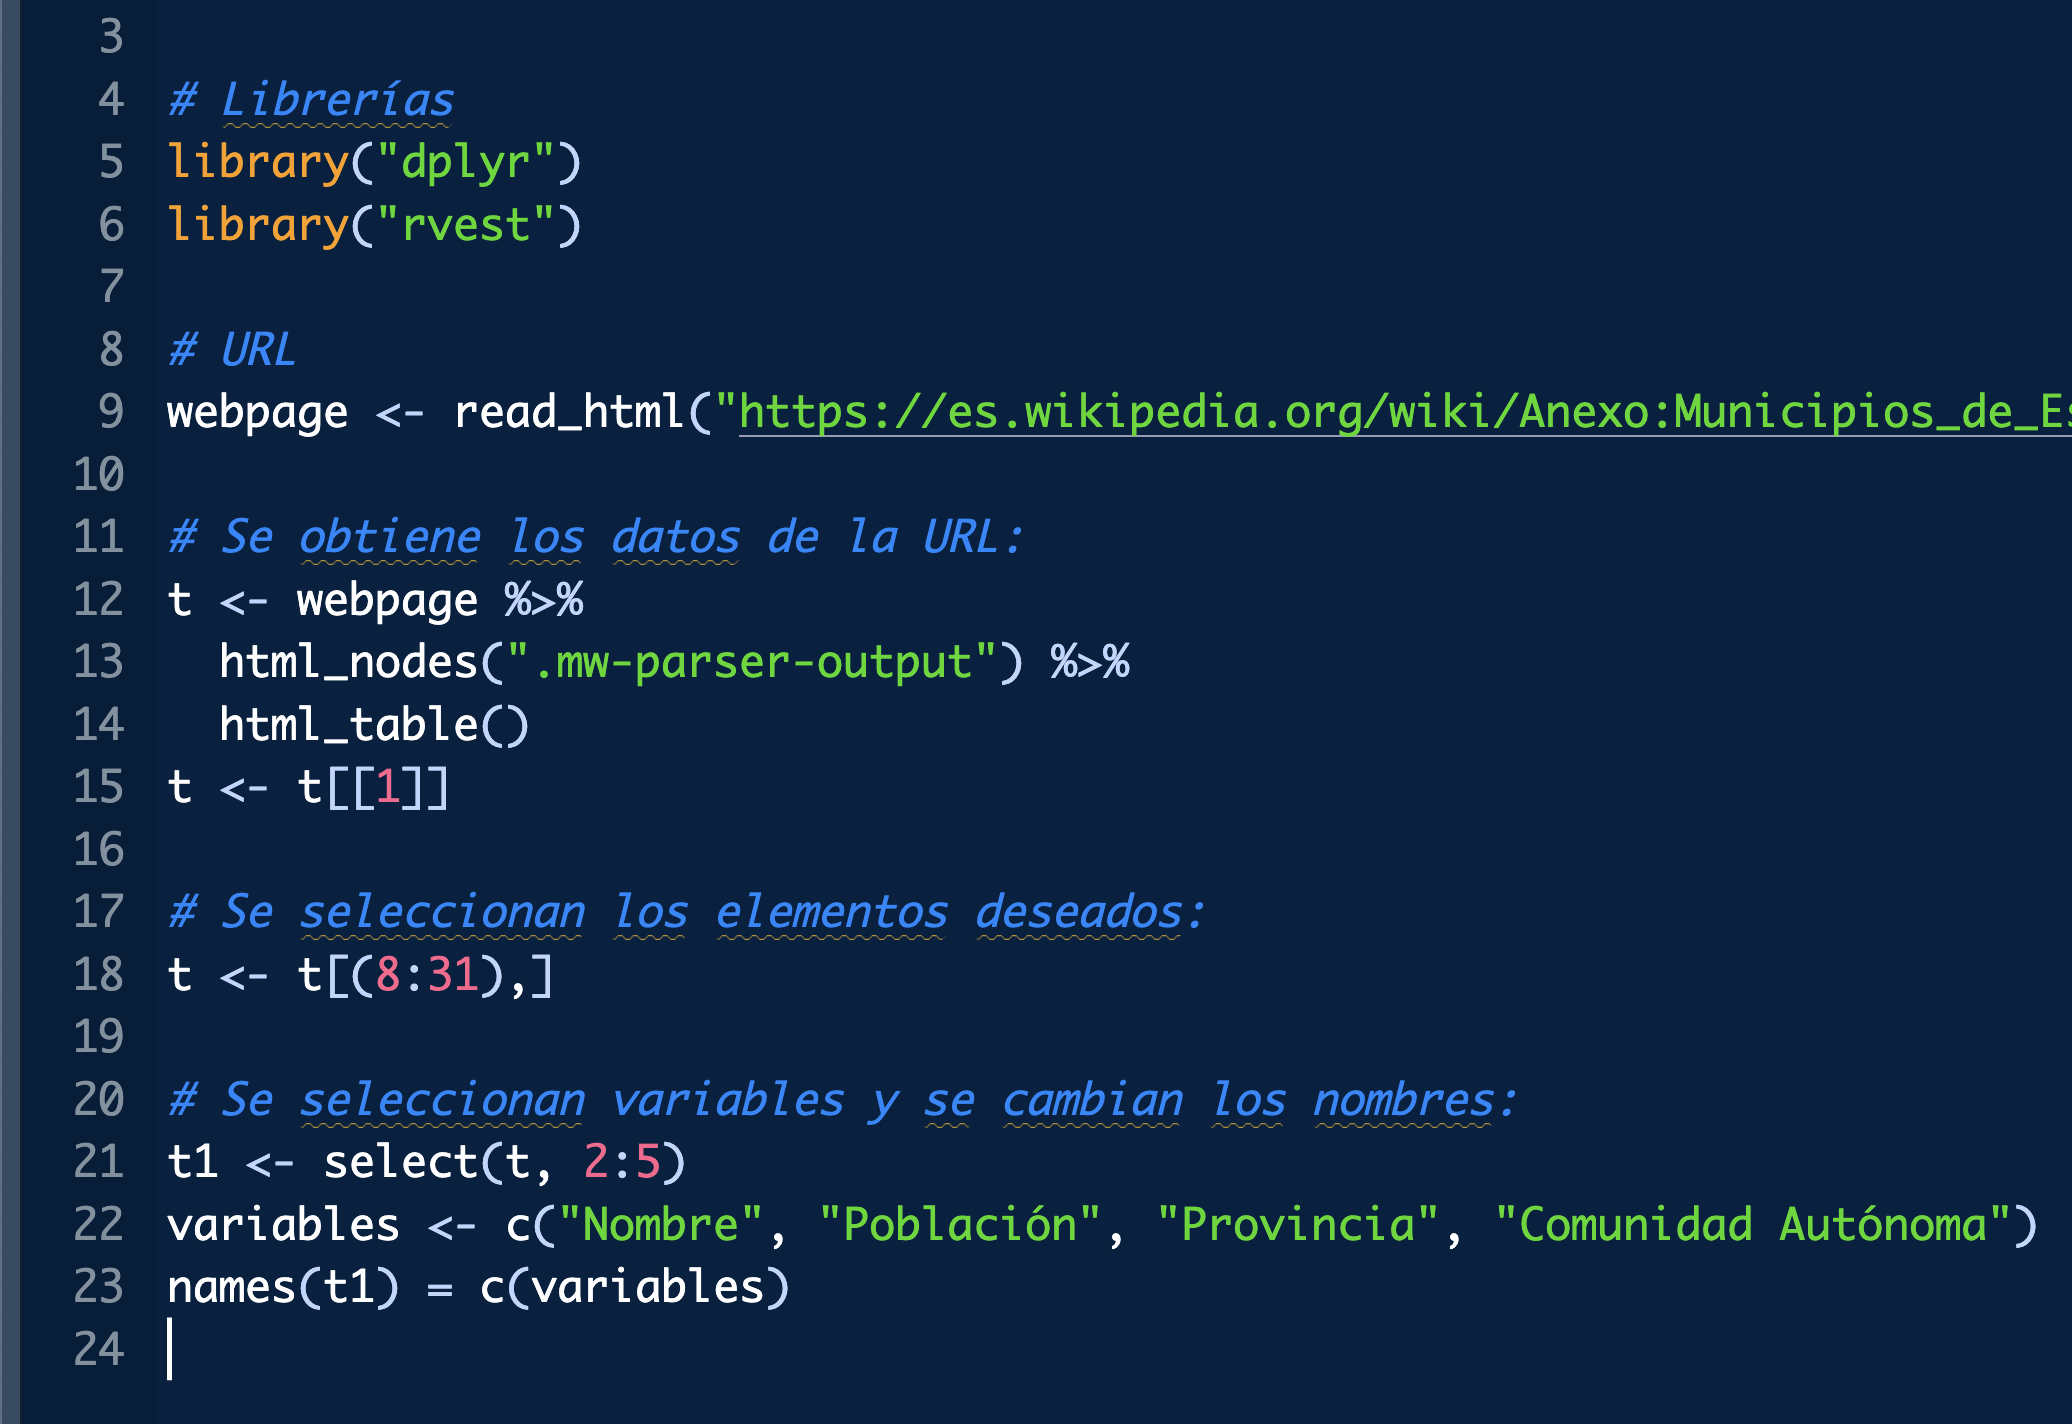 3
4 # Librerías
5 library("dplyr")
6 library("rvest")
7
8 # URL
9 webpage <- read_html("https://es.wikipedia.org/wiki/Anexo:Municipios_de_Es
10
11 # Se obtiene los datos de la URL:
12 t <- webpage %>%
13   html_nodes(".mw-parser-output") %>%
14   html_table()
15 t <- t[[1]]
16
17 # Se seleccionan los elementos deseados:
18 t <- t[(8:31),]
19
20 # Se seleccionan variables y se cambian los nombres:
21 t1 <- select(t, 2:5)
22 variables <- c("Nombre", "Población", "Provincia", "Comunidad Autónoma")
23 names(t1) = c(variables)
24